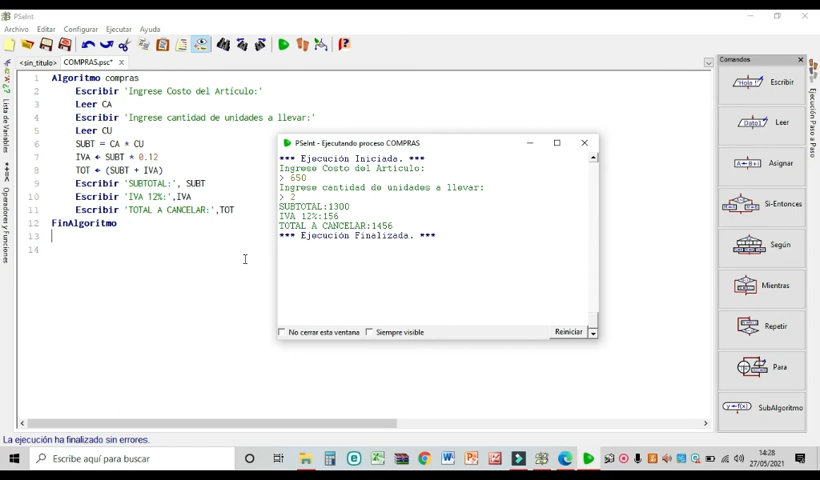 PSeInt
Archivo Editar Configurar Ejecutar Ayuda
<sin_titulo> COMPRAS.psc*
Lista de Variables
Operadores y Funciones
1 Algoritmo compras
2 Escribir 'Ingrese Costo del Artículo:'
3 Leer CA
4 Escribir 'Ingrese cantidad de unidades a llevar:'
5 Leer CU
6 SUBT = CA * CU
7 IVA ← SUBT * 0.12
8 TOT ← (SUBT + IVA)
9 Escribir 'SUBTOTAL:', SUBT
10 Escribir 'IVA 12%:',IVA
11 Escribir 'TOTAL A CANCELAR:',TOT
12 FinAlgoritmo
13
14
PSeInt - Ejecutando proceso COMPRAS
*** Ejecución Iniciada. ***
Ingrese Costo del Artículo:
> 650
Ingrese cantidad de unidades a llevar:
> 2
SUBTOTAL:1300
IVA 12%:156
TOTAL A CANCELAR:1456
*** Ejecución Finalizada. ***
No cerrar esta ventana Siempre visible Reiniciar
Comandos
'Hola !' Escribir
Dato1 Leer
A←B+1 Asignar
Si-Entonces
Según
Mientras
Repetir
Para
y ←f(x) SubAlgoritmo
Ejecución Paso a Paso
La ejecución ha finalizado sin errores.
Escribe aquí para buscar
14:28
27/05/2021